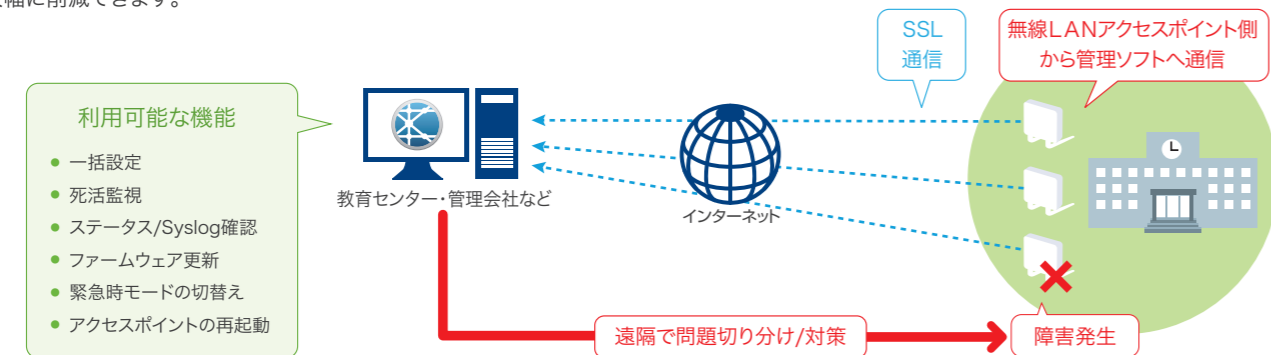 幅に削減できます。
SSL
通信
無線LANアクセスポイント側
から管理ソフトへ通信
利用可能な機能
● 一括設定
● 死活監視
● ステータス/Syslog確認
● ファームウェア更新
● 緊急時モードの切替え
● アクセスポイントの再起動
教育センター・管理会社など
インターネット
遠隔で問題切り分け/対策
障害発生